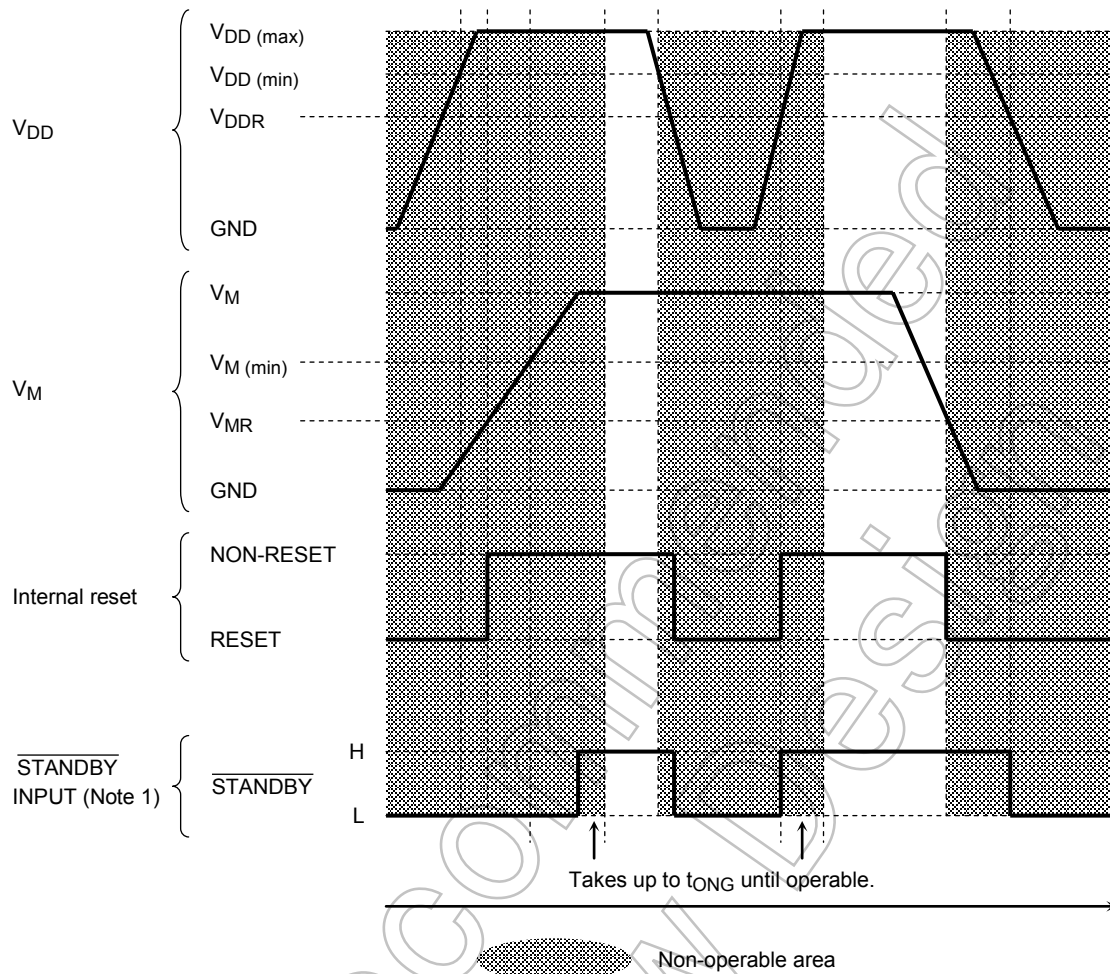 VDD
VDD (max)
VDD (min)
VDDR
GND
VM
VM
VM (min)
VMR
GND
Internal reset
NON-RESET
RESET
STANDBY
INPUT (Note 1)
STANDBY
H
L
Takes up to tONG until operable.
Non-operable area